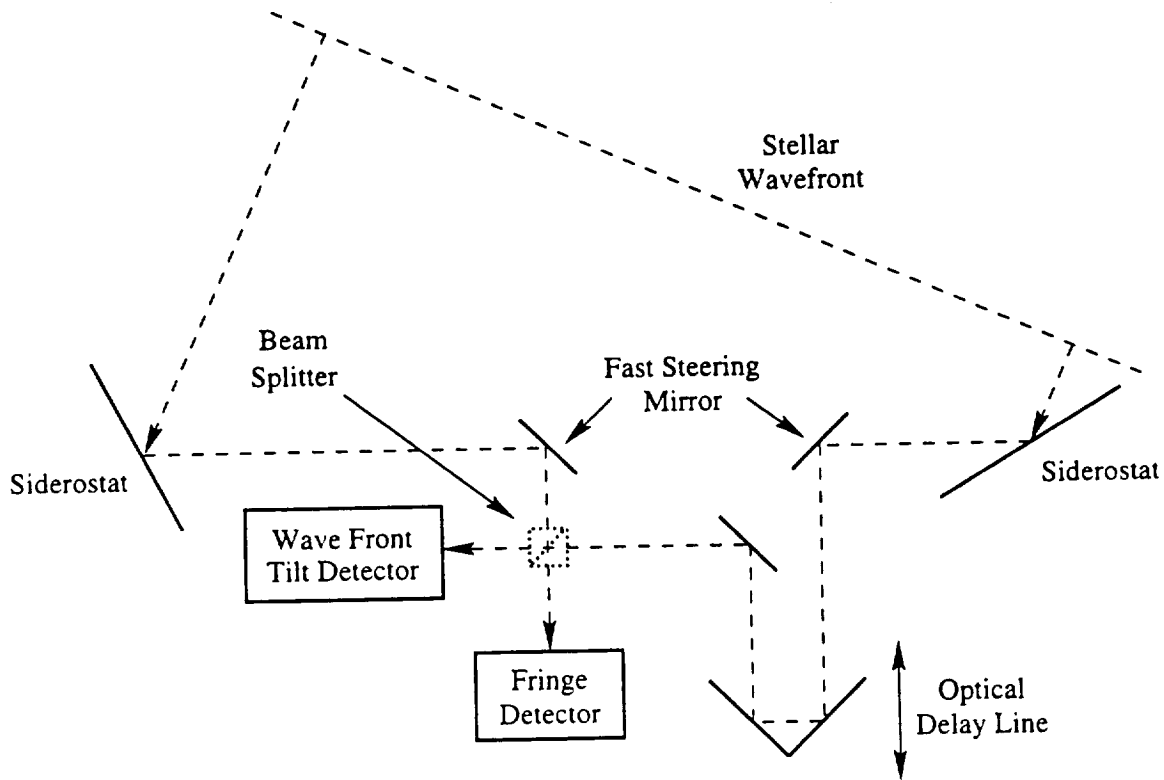 Stellar
Wavefront
Beam
Splitter
Fast Steering
Mirror
Siderostat
Siderostat
Wave Front
Tilt Detector
Fringe
Detector
Optical
Delay Line